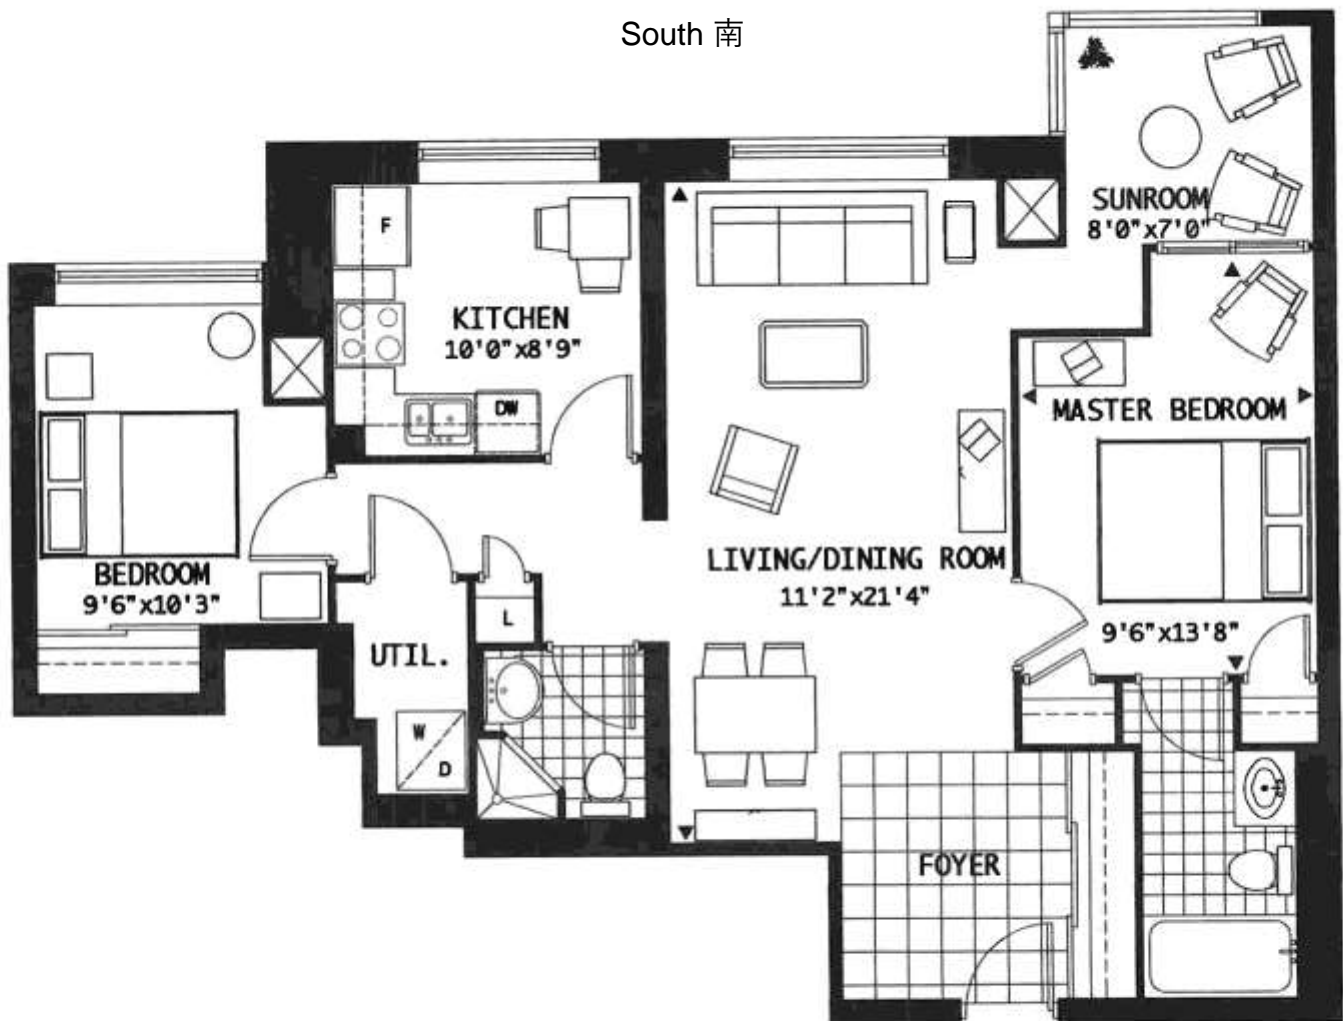 South 南
SUNROOM
8'0"x7'0"
F
KITCHEN
10'0"x8'9"
DW
MASTER BEDROOM
9'6"x13'8"
LIVING/DINING ROOM
11'2"x21'4"
BEDROOM
9'6"x10'3"
L
UTIL.
W
D
FOYER